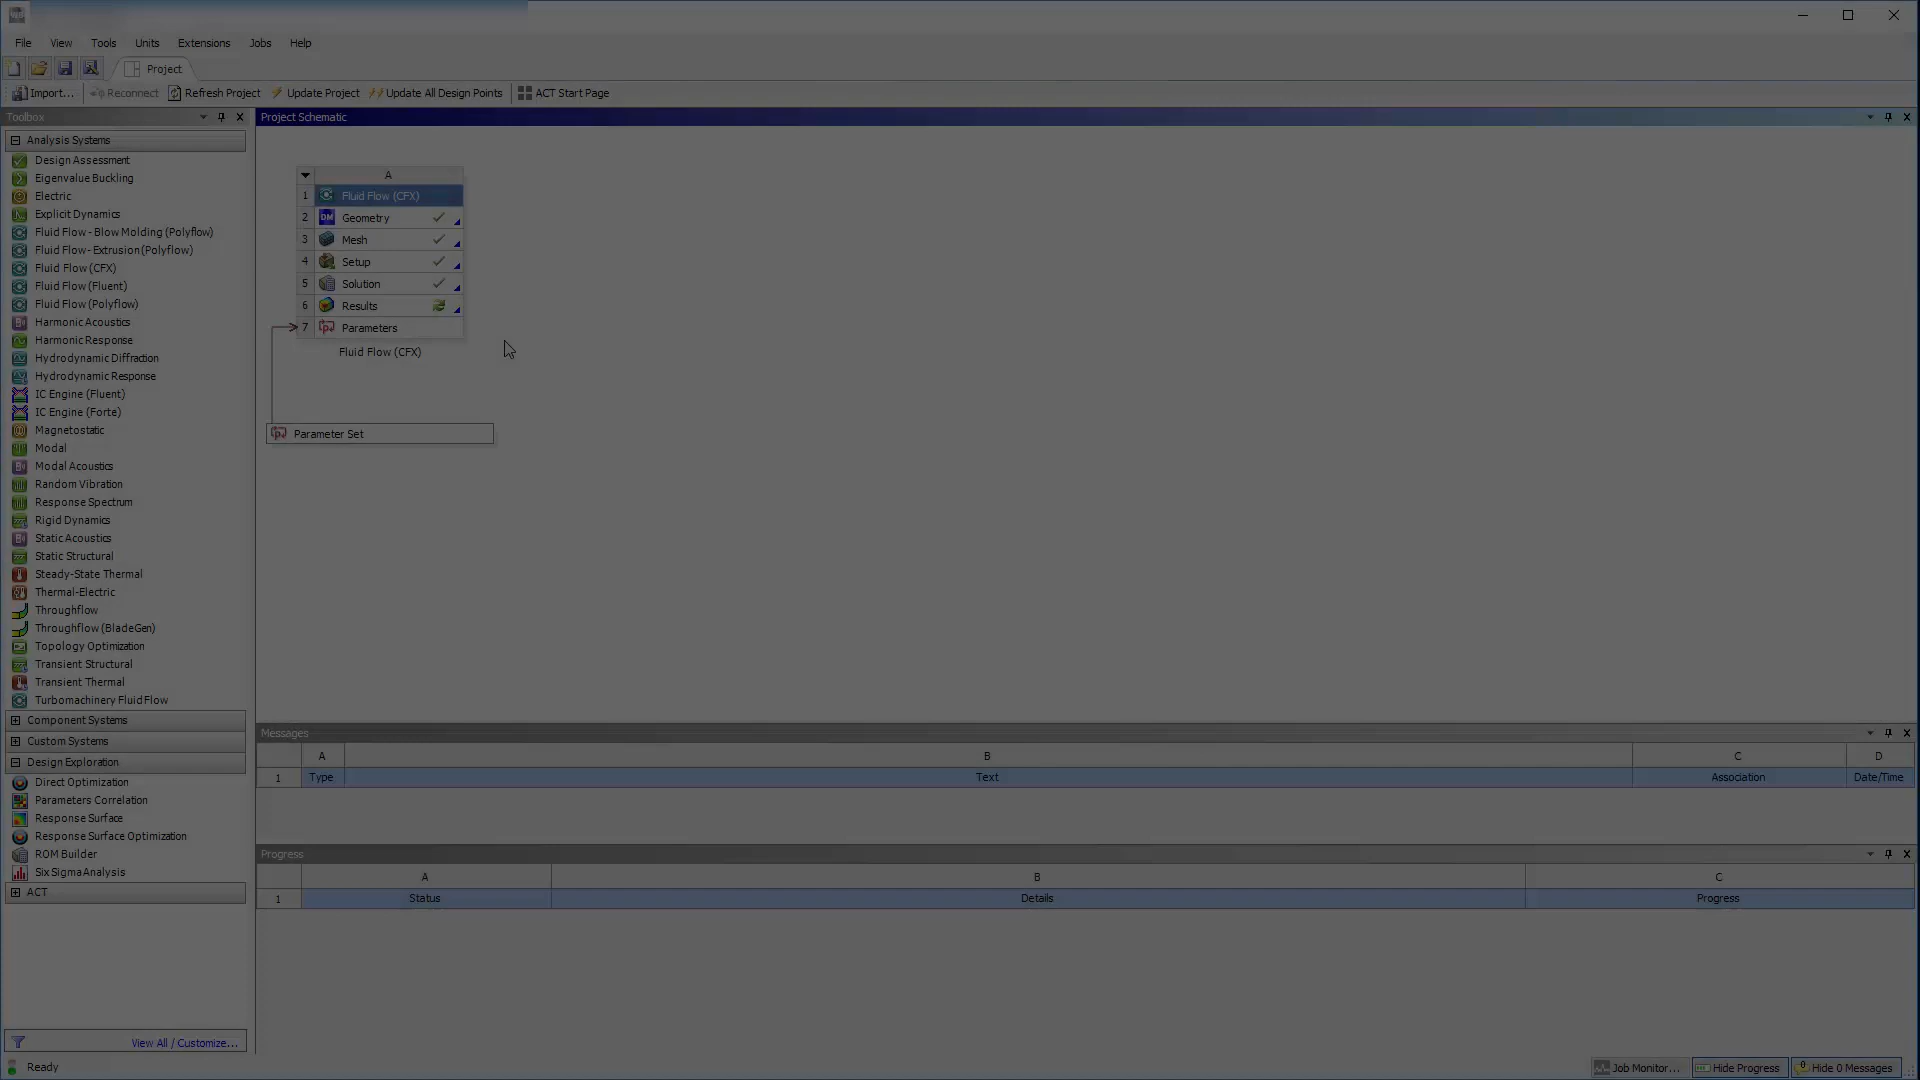 File View Tools Units Extensions Jobs Help
Project
Import... Reconnect Refresh Project Update Project Update All Design Points ACT Start Page
Toolbox
Analysis Systems
Design Assessment
Eigenvalue Buckling
Electric
Explicit Dynamics
Fluid Flow - Blow Molding (Polyflow)
Fluid Flow - Extrusion (Polyflow)
Fluid Flow (CFX)
Fluid Flow (Fluent)
Fluid Flow (Polyflow)
Harmonic Acoustics
Harmonic Response
Hydrodynamic Diffraction
Hydrodynamic Response
IC Engine (Fluent)
IC Engine (Forte)
Magnetostatic
Modal
Modal Acoustics
Random Vibration
Response Spectrum
Rigid Dynamics
Static Acoustics
Static Structural
Steady-State Thermal
Thermal-Electric
Throughflow
Throughflow (BladeGen)
Topology Optimization
Transient Structural
Transient Thermal
Turbomachinery Fluid Flow
Component Systems
Custom Systems
Design Exploration
Direct Optimization
Parameters Correlation
Response Surface
Response Surface Optimization
ROM Builder
Six Sigma Analysis
ACT
View All / Customize...
Project Schematic
A
1 Fluid Flow (CFX)
2 DM Geometry
3 Mesh
4 Setup
5 Solution
6 Results
7 Parameters
Fluid Flow (CFX)
Parameter Set
Messages
A B C D
1 Type Text Association Date/Time
Progress
A B C
1 Status Details Progress
Ready
Job Monitor... Hide Progress Hide 0 Messages